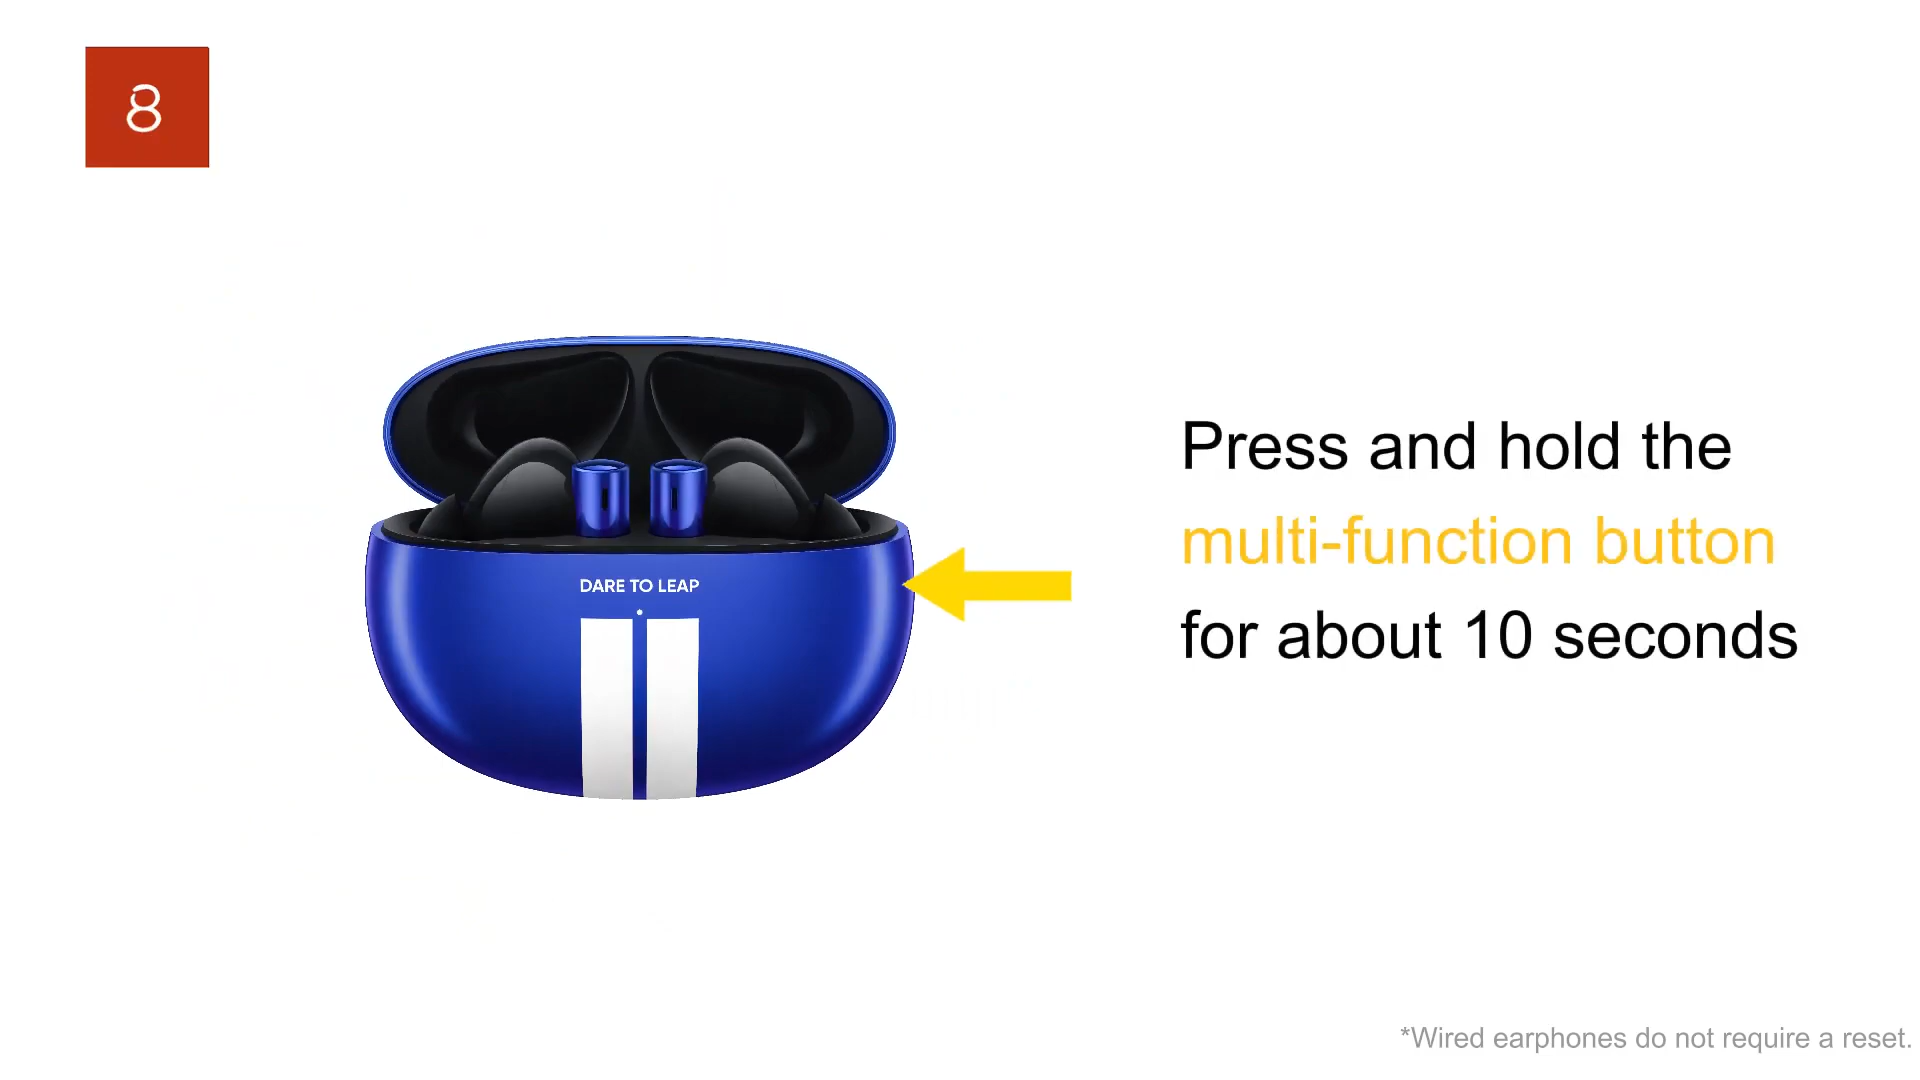 8
DARE TO LEAP
Press and hold the
multi-function button
for about 10 seconds
*Wired earphones do not require a reset.